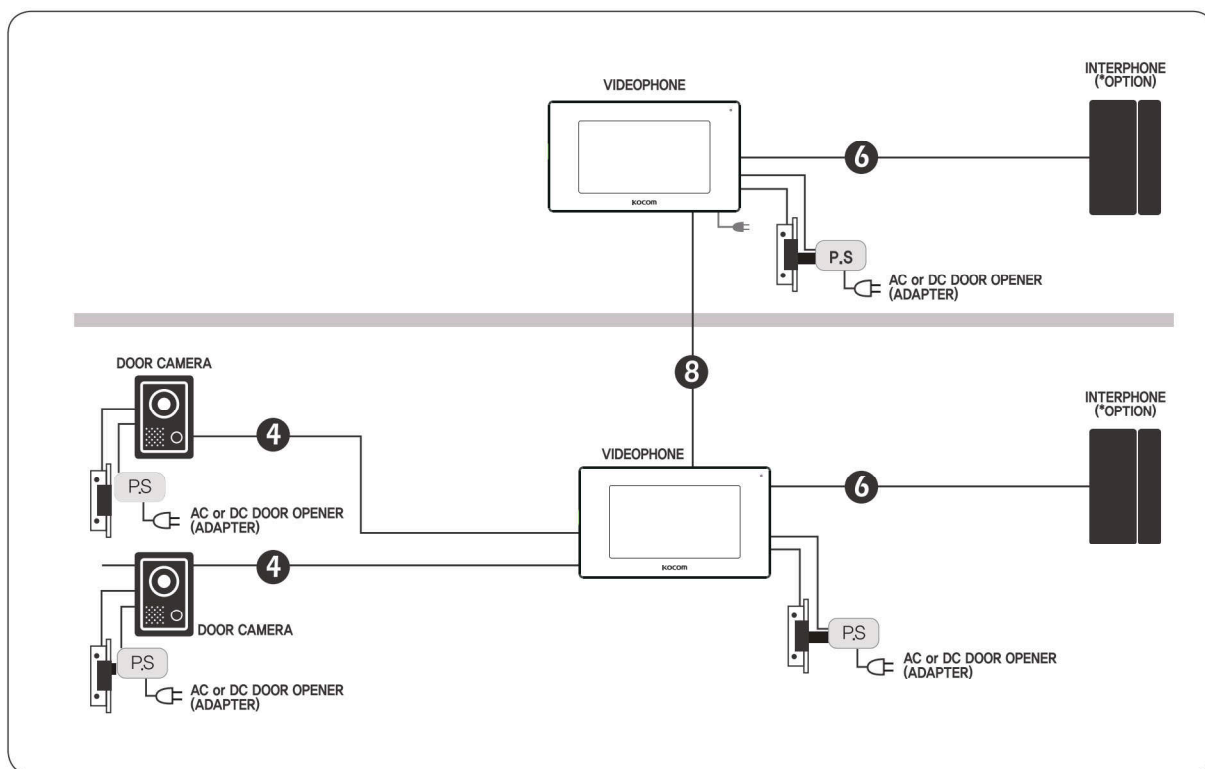 VIDEOPHONE
INTERPHONE
(*OPTION)
6
KOCOM
P.S
AC or DC DOOR OPENER
(ADAPTER)
8
DOOR CAMERA
INTERPHONE
(*OPTION)
4
VIDEOPHONE
6
P.S
AC or DC DOOR OPENER
(ADAPTER)
4
KOCOM
DOOR CAMERA
P.S
AC or DC DOOR OPENER
(ADAPTER)
P.S
AC or DC DOOR OPENER
(ADAPTER)